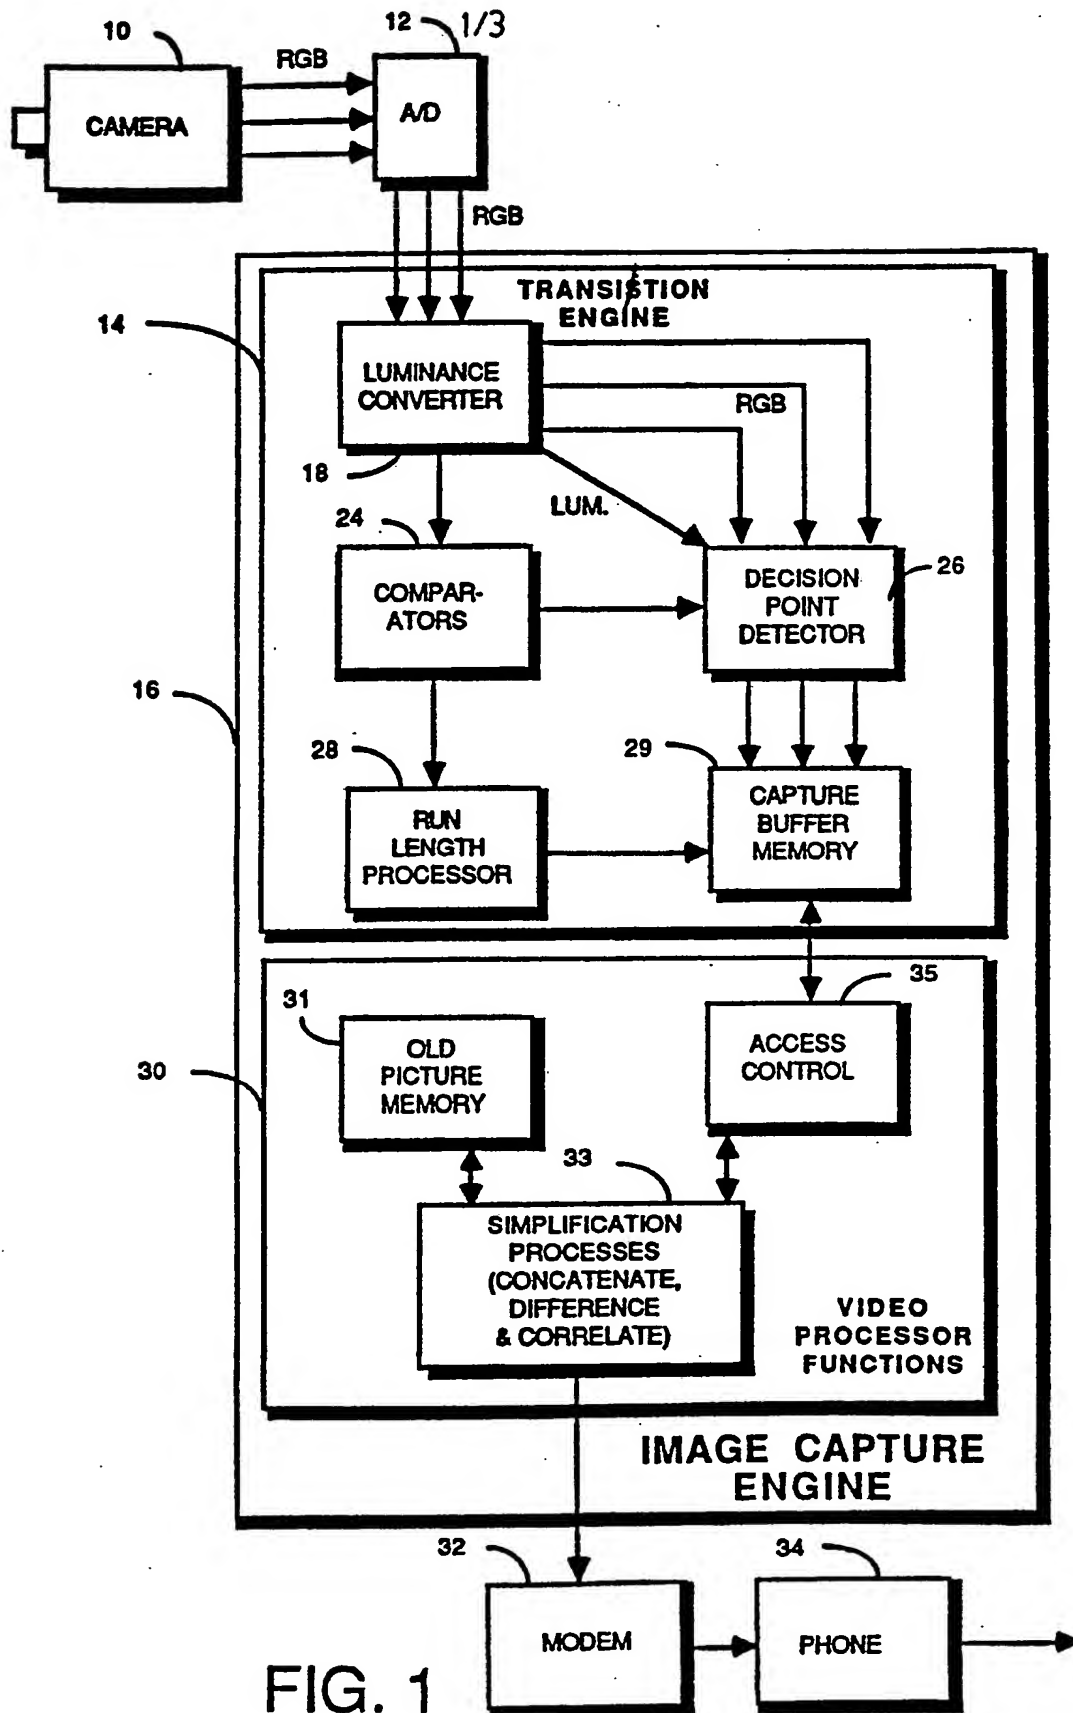 10
12
1/3
RGB
CAMERA
A/D
RGB
TRANSISTION
ENGINE
14
LUMINANCE
CONVERTER
RGB
18
LUM.
24
COMPAR-
ATORS
DECISION
POINT
DETECTOR
26
16
28
29
RUN
LENGTH
PROCESSOR
CAPTURE
BUFFER
MEMORY
31
35
OLD
PICTURE
MEMORY
ACCESS
CONTROL
30
33
SIMPLIFICATION
PROCESSES
(CONCATENATE,
DIFFERENCE
& CORRELATE)
VIDEO
PROCESSOR
FUNCTIONS
IMAGE CAPTURE
ENGINE
32
34
MODEM
PHONE
FIG. 1